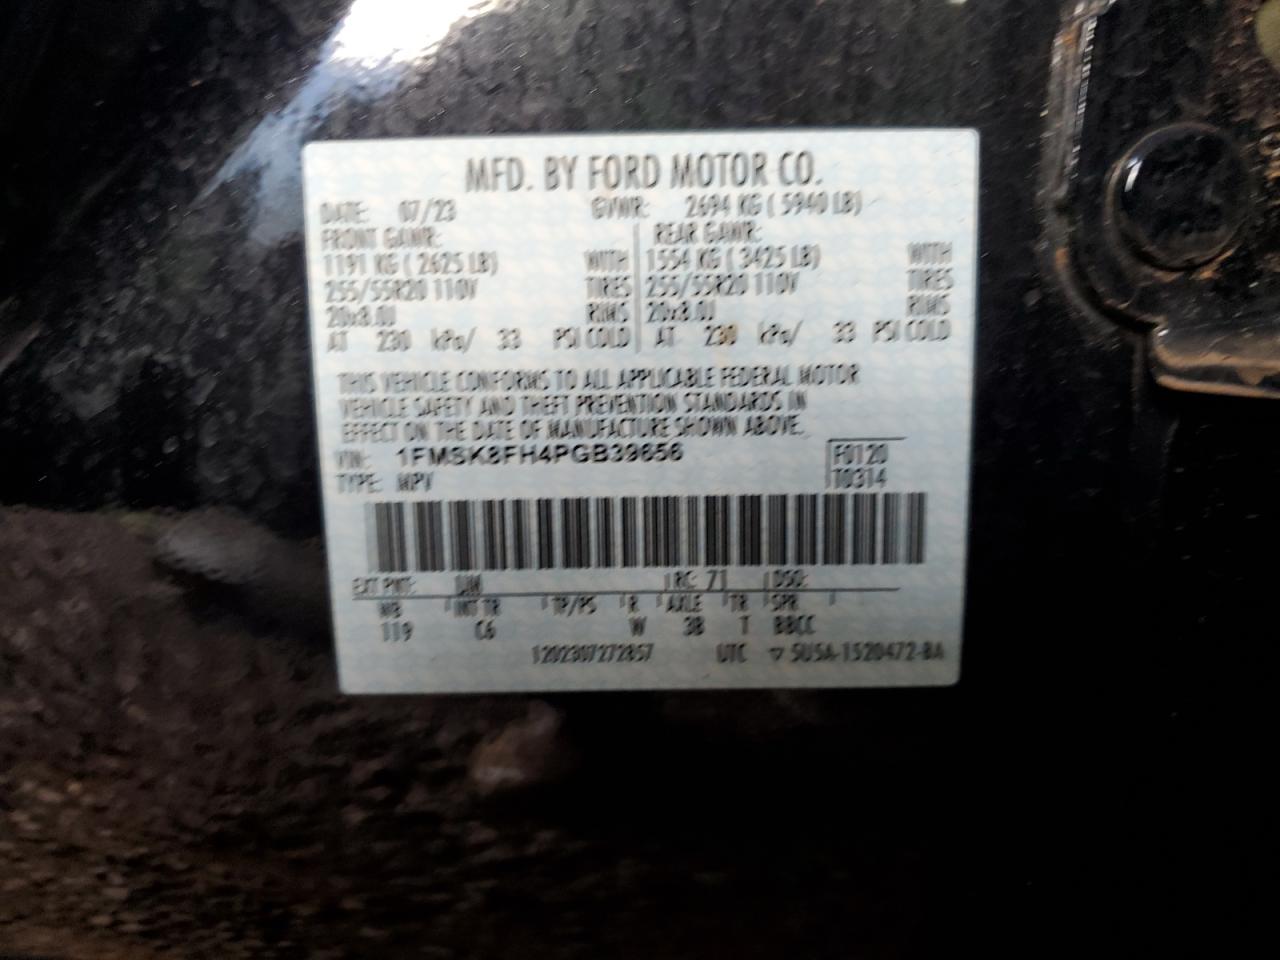 MFD. BY FORD MOTOR CO.
DATE: 07/23 GVWR: 2694 KG ( 5940 LB)
FRONT GAWR: REAR GAWR:
1191 KG ( 2625 LB) WITH 1554 KG ( 3425 LB) WITH
255/55R20 110V TIRES 255/55R20 110V TIRES
20x8.0J RIMS 20x8.0J RIMS
AT 230 kPa/ 33 PSI COLD AT 230 kPa/ 33 PSI COLD
THIS VEHICLE CONFORMS TO ALL APPLICABLE FEDERAL MOTOR
VEHICLE SAFETY AND THEFT PREVENTION STANDARDS IN
EFFECT ON THE DATE OF MANUFACTURE SHOWN ABOVE.
VIN: 1FMSK8FH4PGB39656 F0120
TYPE: MPV T0314
EXT PNT: UM RC: 71 DSO:
WB INT TR TP/PS R AXLE TR SPR
119 C6 W 3B T BBCC
1202307272857 UTC ▽ 5U5A-1520472-BA